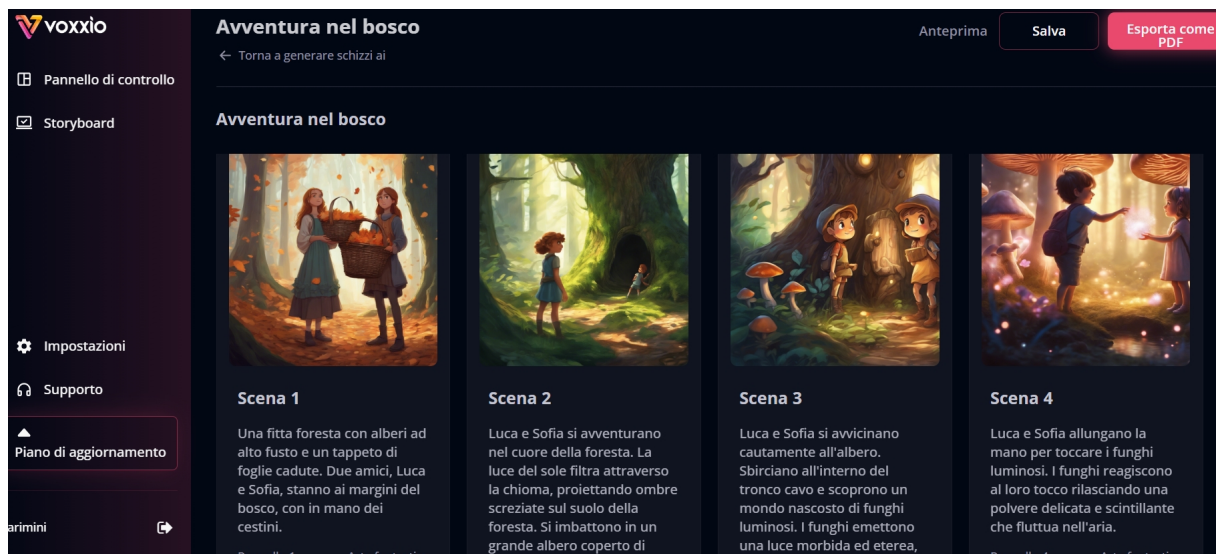 voxxio
Pannello di controllo
Storyboard
Impostazioni
Supporto
Piano di aggiornamento
arimini
Avventura nel bosco
Torna a generare schizzi ai
Anteprima
Salva
Esporta come
PDF
Avventura nel bosco
Scena 1
Una fitta foresta con alberi ad
alto fusto e un tappeto di
foglie cadute. Due amici, Luca
e Sofia, stanno ai margini del
bosco, con in mano dei
cestini.
Scena 2
Luca e Sofia si avventurano
nel cuore della foresta. La
luce del sole filtra attraverso
la chioma, proiettando ombre
screziate sul suolo della
foresta. Si imbattono in un
grande albero coperto di
Scena 3
Luca e Sofia si avvicinano
cautamente all'albero.
Sbirciano all'interno del
tronco cavo e scoprono un
mondo nascosto di funghi
luminosi. I funghi emettono
una luce morbida ed eterea,
Scena 4
Luca e Sofia allungano la
mano per toccare i funghi
luminosi. I funghi reagiscono
al loro tocco rilasciando una
polvere delicata e scintillante
che fluttua nell'aria.